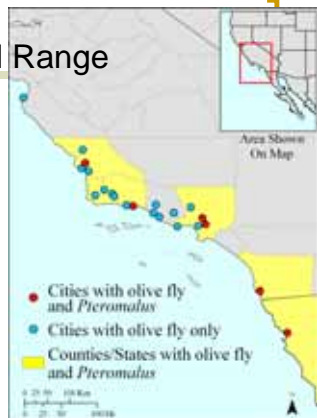 Range
Area Shown
On Map
Cities with olive fly
and Pteromalus
Cities with olive fly only
Counties/States with olive fly
and Pteromalus